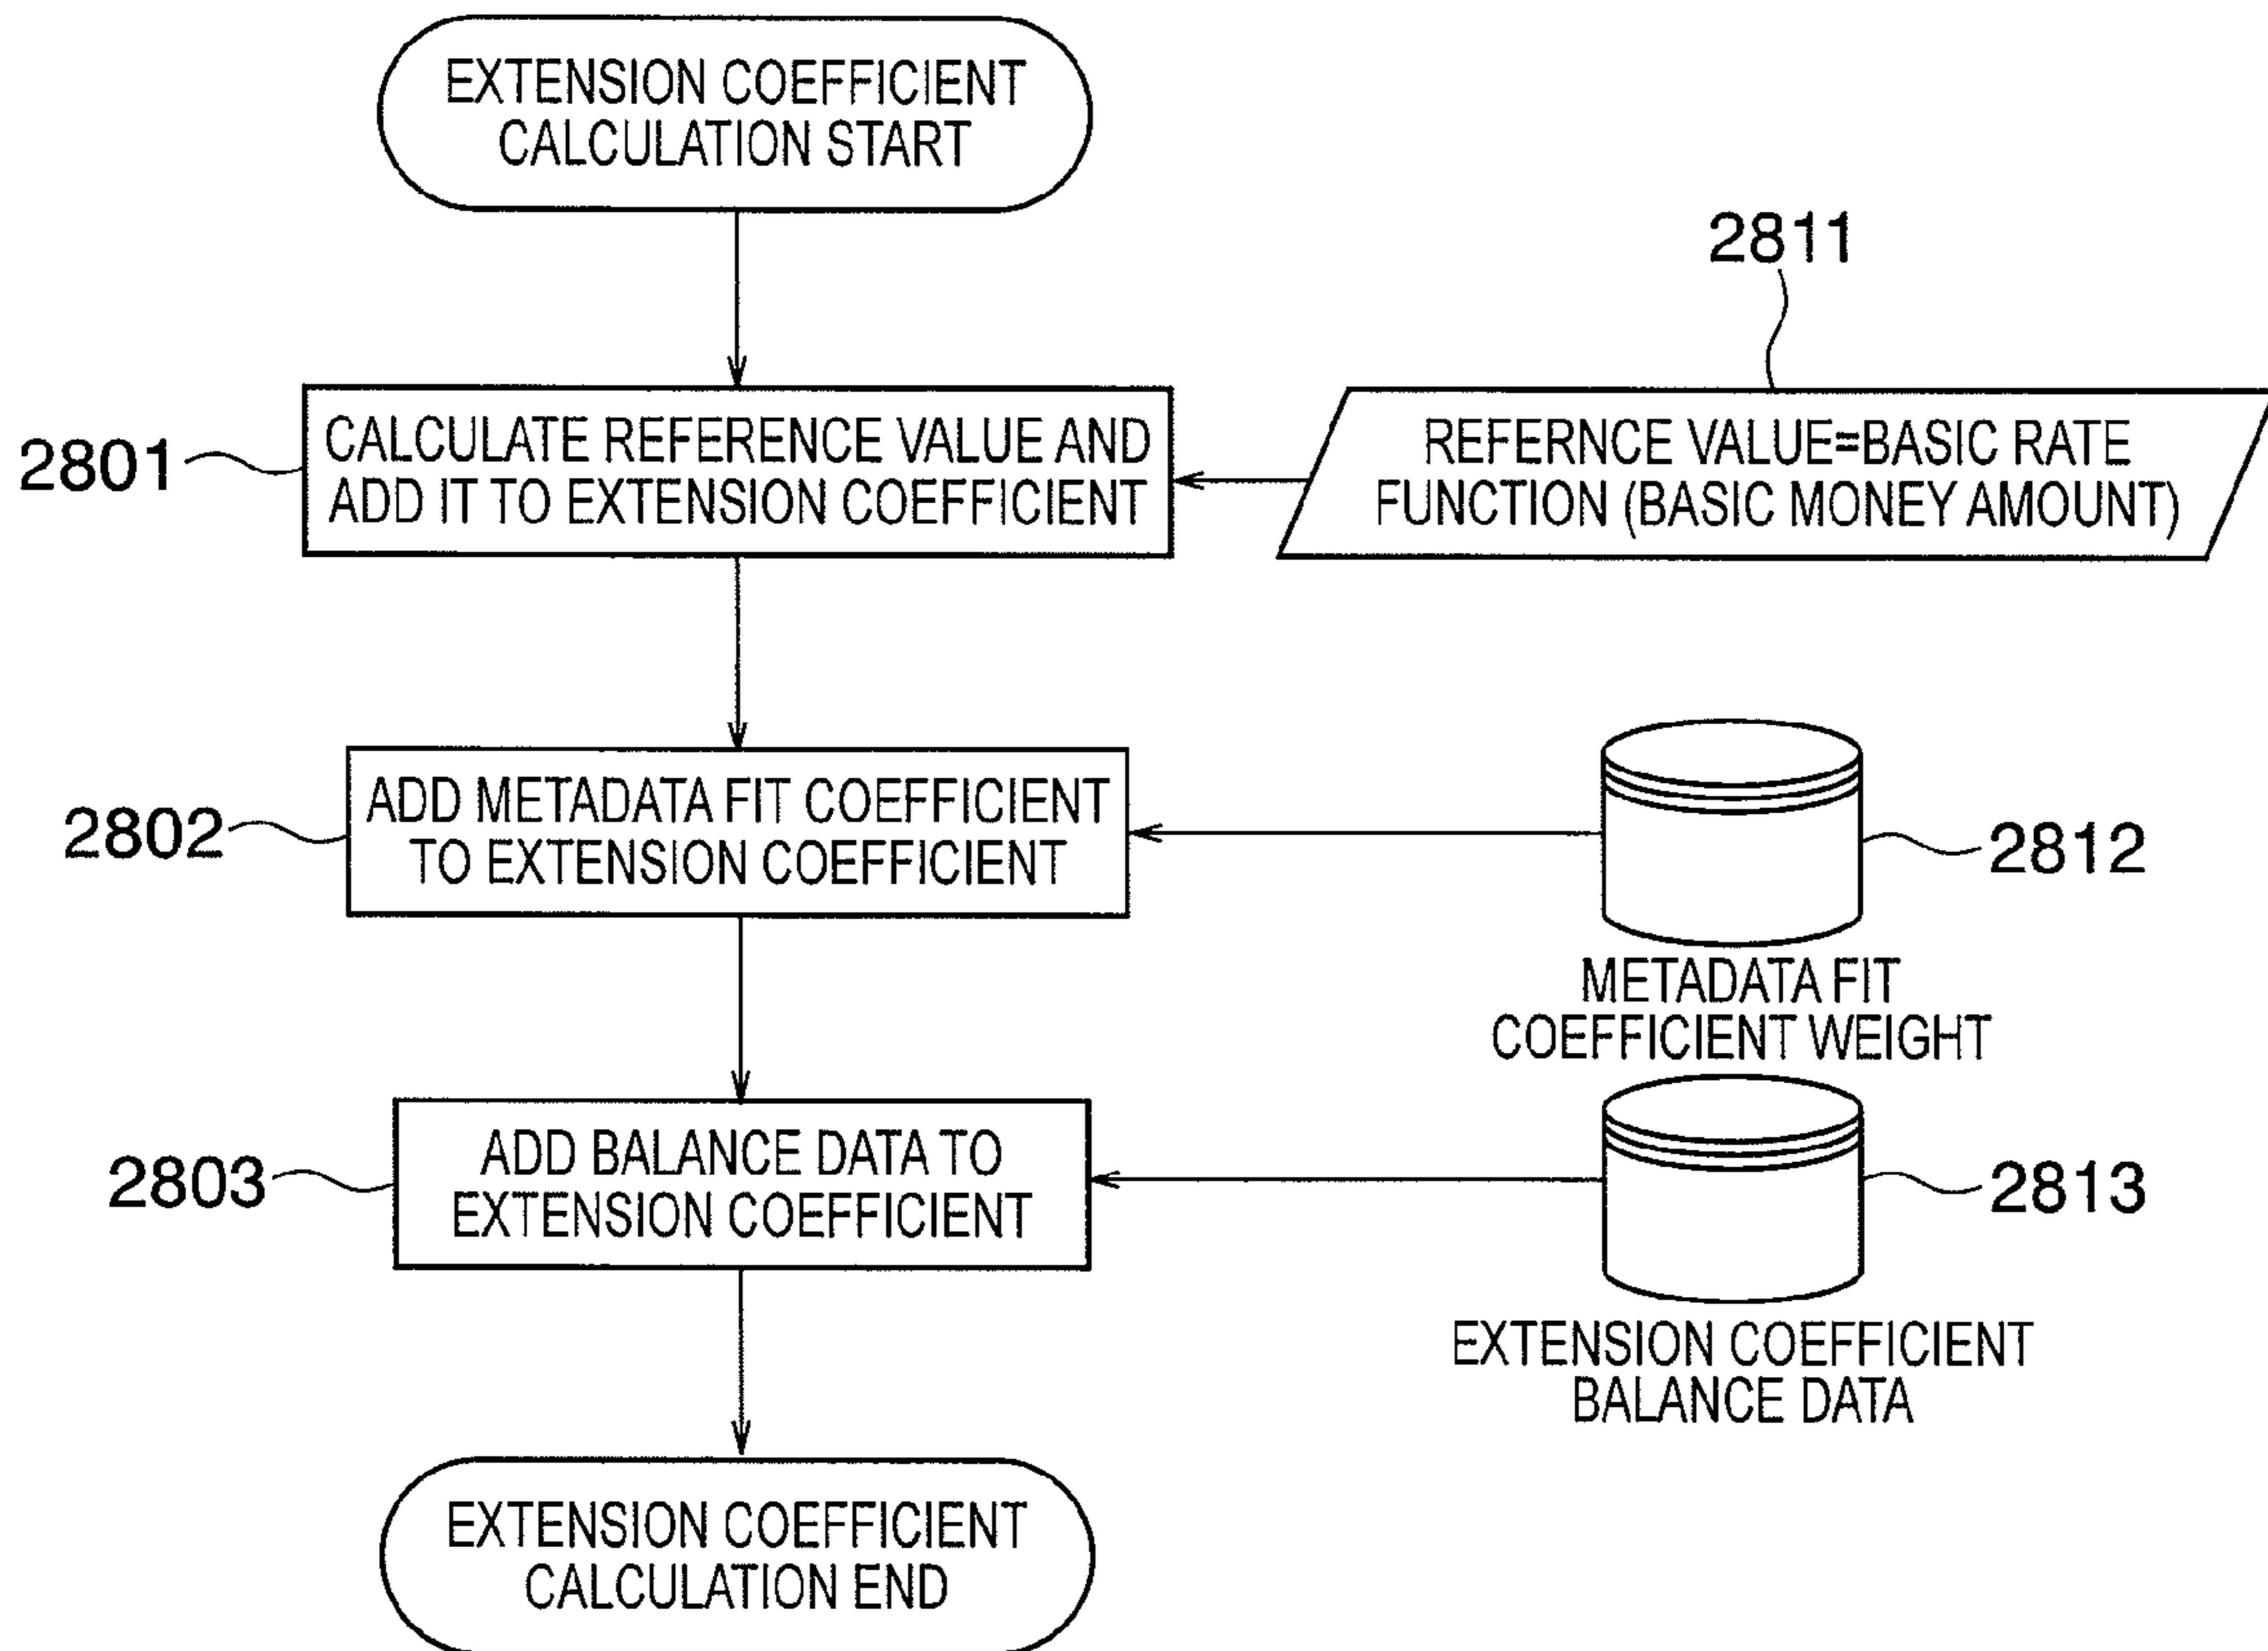 EXTENSION COEFFICIENT
CALCULATION START
2811
2801
CALCULATE REFERENCE VALUE AND
ADD IT TO EXTENSION COEFFICIENT
REFERNCE VALUE=BASIC RATE
FUNCTION (BASIC MONEY AMOUNT)
2802
ADD METADATA FIT COEFFICIENT
TO EXTENSION COEFFICIENT
2812
METADATA FIT
COEFFICIENT WEIGHT
2803
ADD BALANCE DATA TO
EXTENSION COEFFICIENT
2813
EXTENSION COEFFICIENT
BALANCE DATA
EXTENSION COEFFICIENT
CALCULATION END